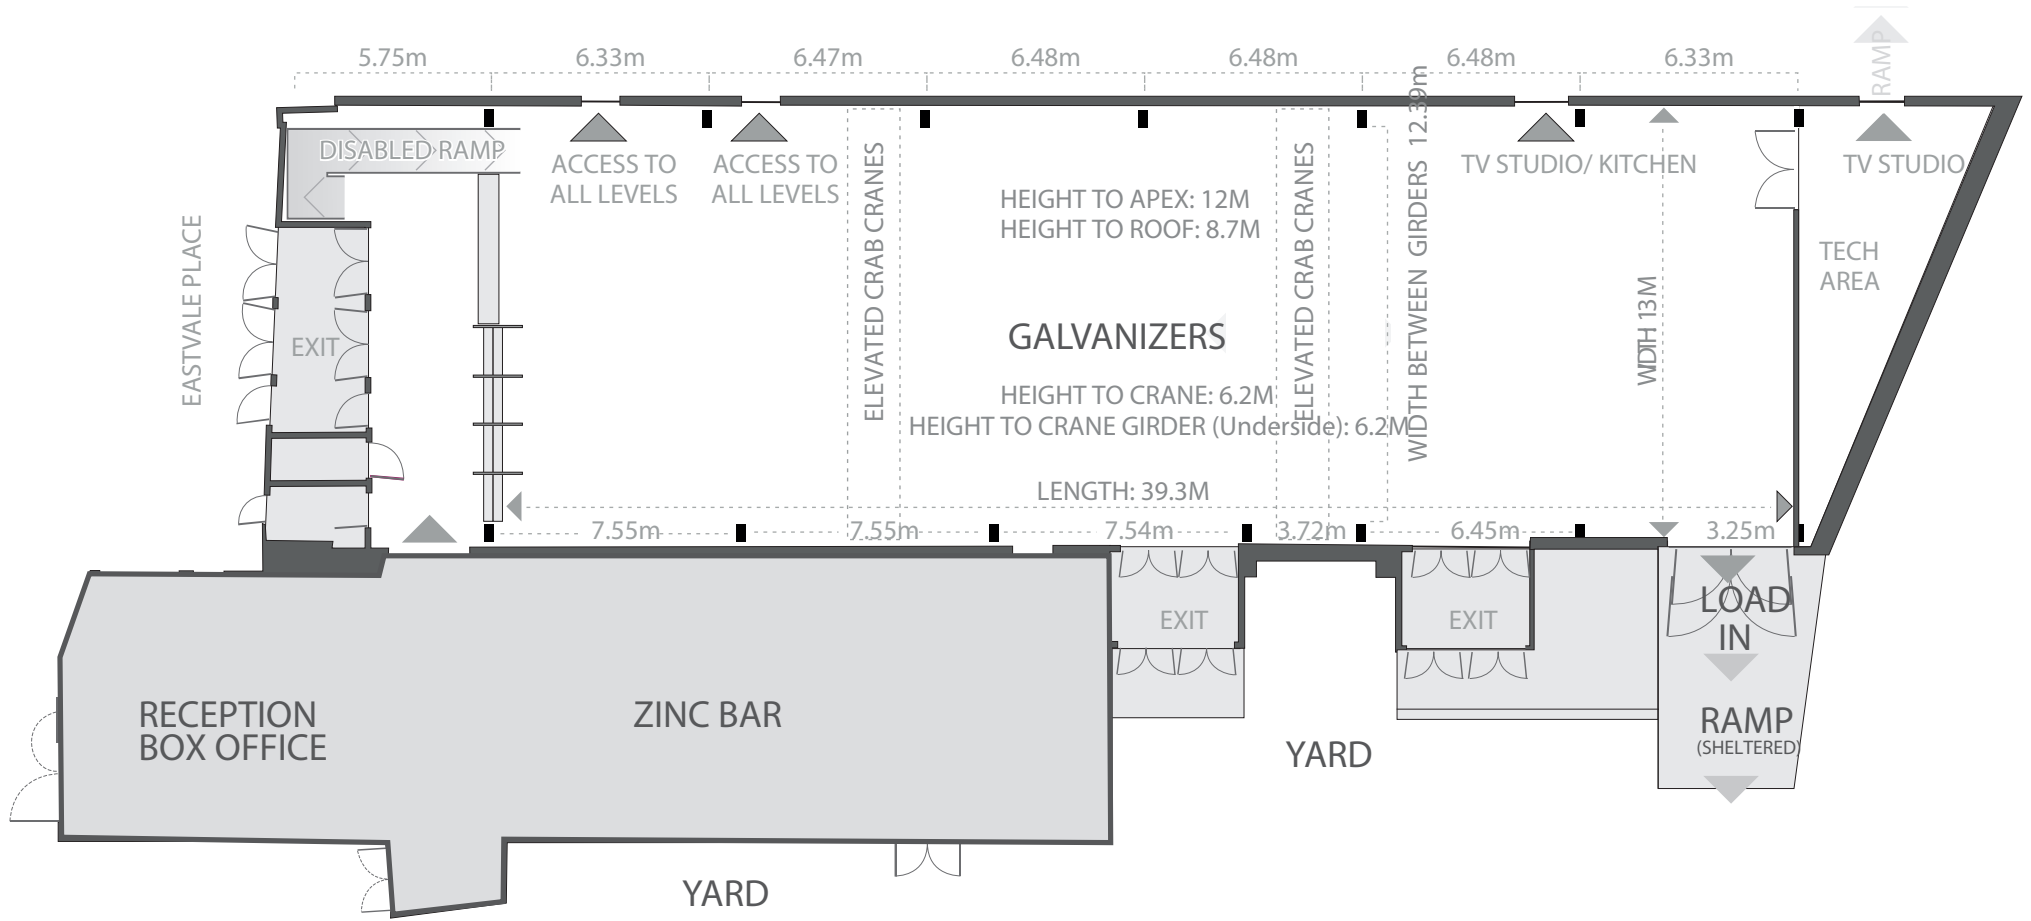 5.75m
6.33m
6.47m
6.48m
6.48m
6.48m
6.33m
RAMP
DISABLED RAMP
ACCESS TO
ALL LEVELS
ACCESS TO
ALL LEVELS
ELEVATED CRAB CRANES
HEIGHT TO APEX: 12M
HEIGHT TO ROOF: 8.7M
ELEVATED CRAB CRANES
WIDTH BETWEEN GIRDERS 12.39m
TV STUDIO/ KITCHEN
TV STUDIO
TECH
AREA
EASTVALE PLACE
EXIT
GALVANIZERS
WIDTH 13M
HEIGHT TO CRANE: 6.2M
HEIGHT TO CRANE GIRDER (Underside): 6.2M
LENGTH: 39.3M
7.55m
7.55m
7.54m
3.72m
6.45m
3.25m
EXIT
EXIT
LOAD
IN
RECEPTION
BOX OFFICE
ZINC BAR
RAMP
(SHELTERED)
YARD
YARD